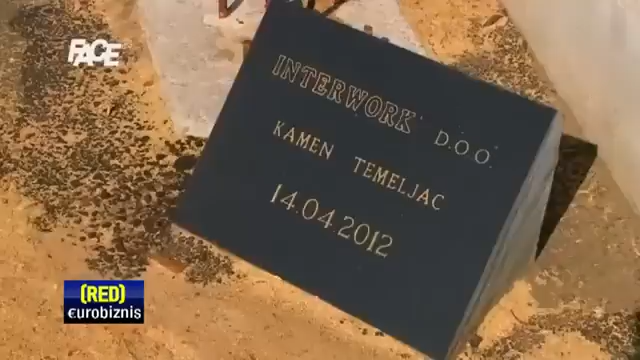 FACE
INTERWORK D.O.O.
KAMEN TEMELJAC
14.04.2012
(RED)
€urobiznis